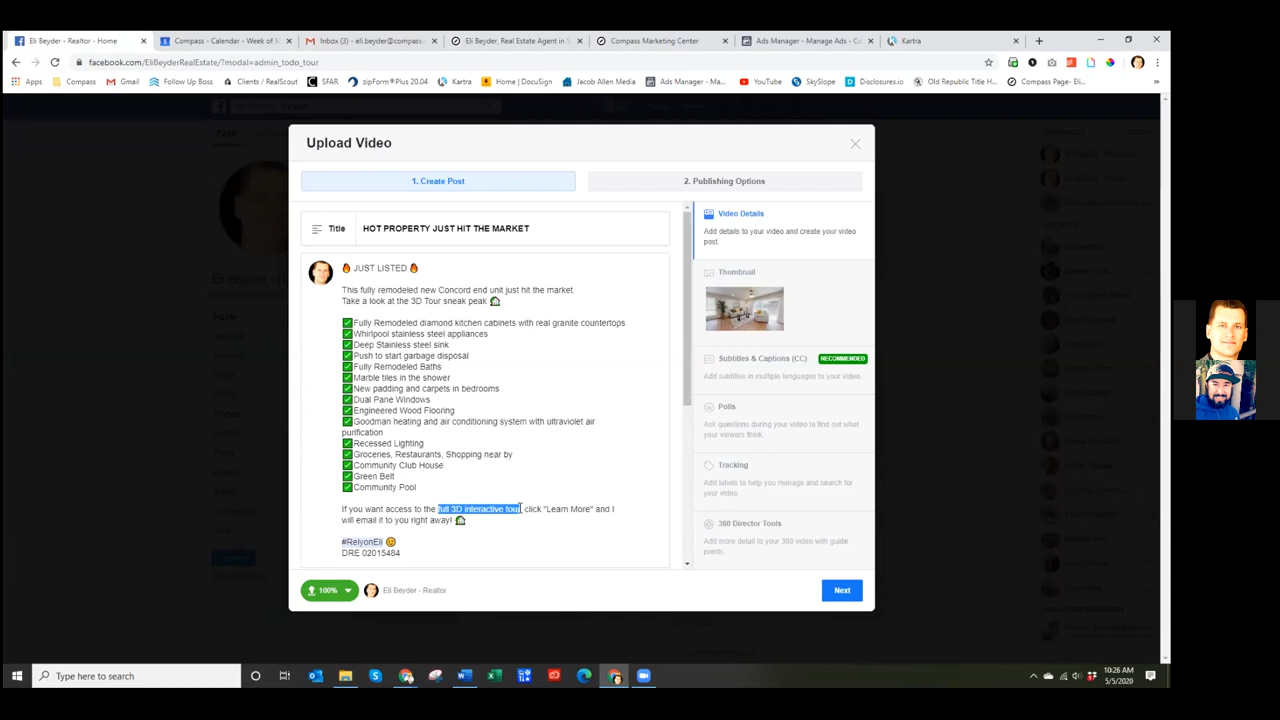 Eli Beyder - Realtor - Home
Compass - Calendar - Week of M
Inbox (3) - eli.beyder@compass
Eli Beyder, Real Estate Agent in S
Compass Marketing Center
Ads Manager - Manage Ads - Ca
Kartra
facebook.com/EliBeyderRealEstate/?modal=admin_todo_tour
Apps
Compass
Gmail
Facebook Follow Up Boss
Clients / RealScout
SFAR
zipForm®Plus 20.04
Kartra
Home | DocuSign
Jacob Allen Media
Ads Manager - Man...
YouTube
SkySlope
Disclosures.io
Old Republic Title H...
Compass Page- Eli...
Upload Video
1. Create Post
2. Publishing Options
Title
HOT PROPERTY JUST HIT THE MARKET
🔥 JUST LISTED 🔥
This fully remodeled new Concord end unit just hit the market.
Take a look at the 3D Tour sneak peak 🏡
✅Fully Remodeled diamond kitchen cabinets with real granite countertops
✅Whirlpool stainless steel appliances
✅Deep Stainless steel sink
✅Push to start garbage disposal
✅Fully Remodeled Baths
✅Marble tiles in the shower
✅New padding and carpets in bedrooms
✅Dual Pane Windows
✅Engineered Wood Flooring
✅Goodman heating and air conditioning system with ultraviolet air
purification
✅Recessed Lighting
✅Groceries, Restaurants, Shopping near by
✅Community Club House
✅Green Belt
✅Community Pool
If you want access to the full 3D interactive tour, click "Learn More" and I
will email it to you right away! 🏡
#RelyonEli 😉
DRE 02015484
Video Details
Add details to your video and create your video
post.
Thumbnail
Subtitles & Captions (CC)
RECOMMENDED
Add subtitles in multiple languages to your video.
Polls
Ask questions during your video to find out what
your viewers think.
Tracking
Add labels to help you manage and search for
your video.
360 Director Tools
Add more detail to your 360 video with guide
points.
100%
Eli Beyder - Realtor
Next
Type here to search
10:26 AM
5/5/2020